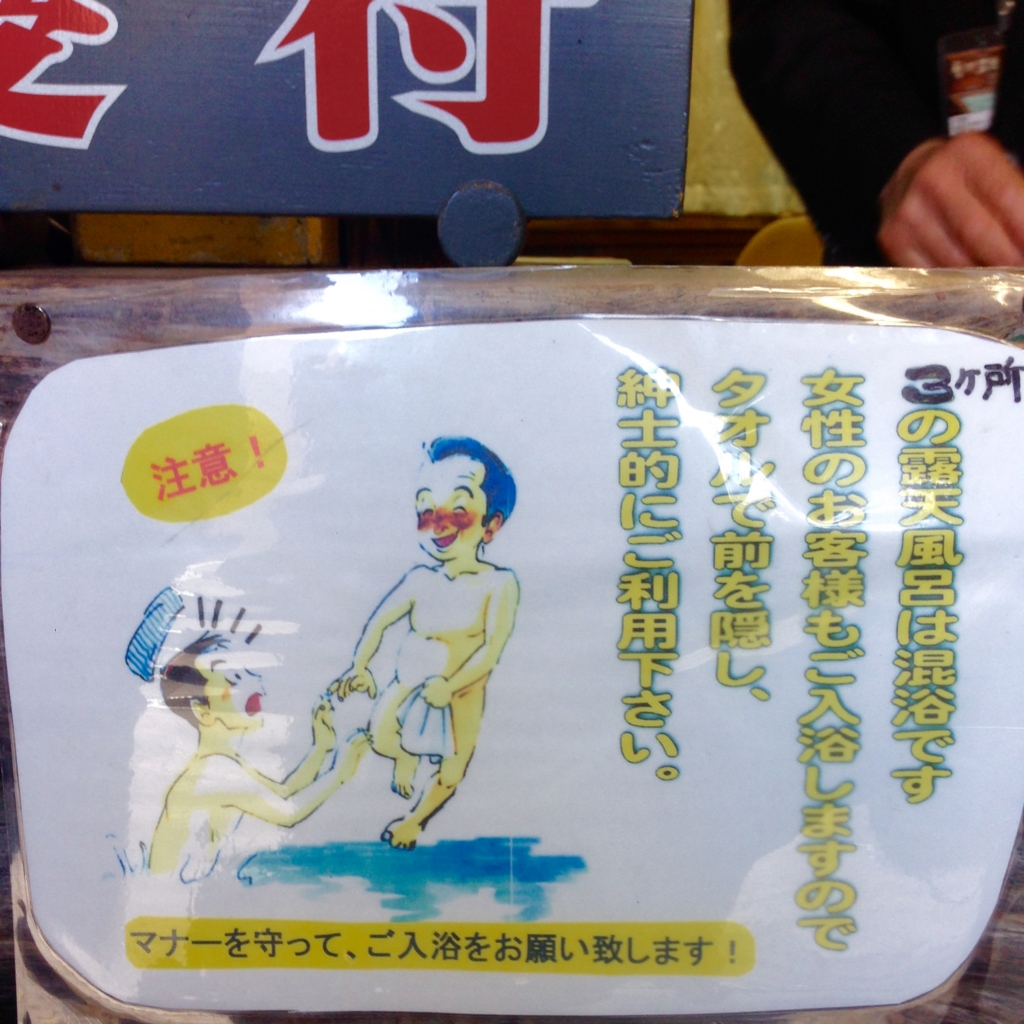 受付
3ヶ所の露天風呂は混浴です
女性のお客様もご入浴しますので
タオルで前を隠し、
紳士的にご利用下さい。
注意！
マナーを守って、ご入浴をお願い致します！